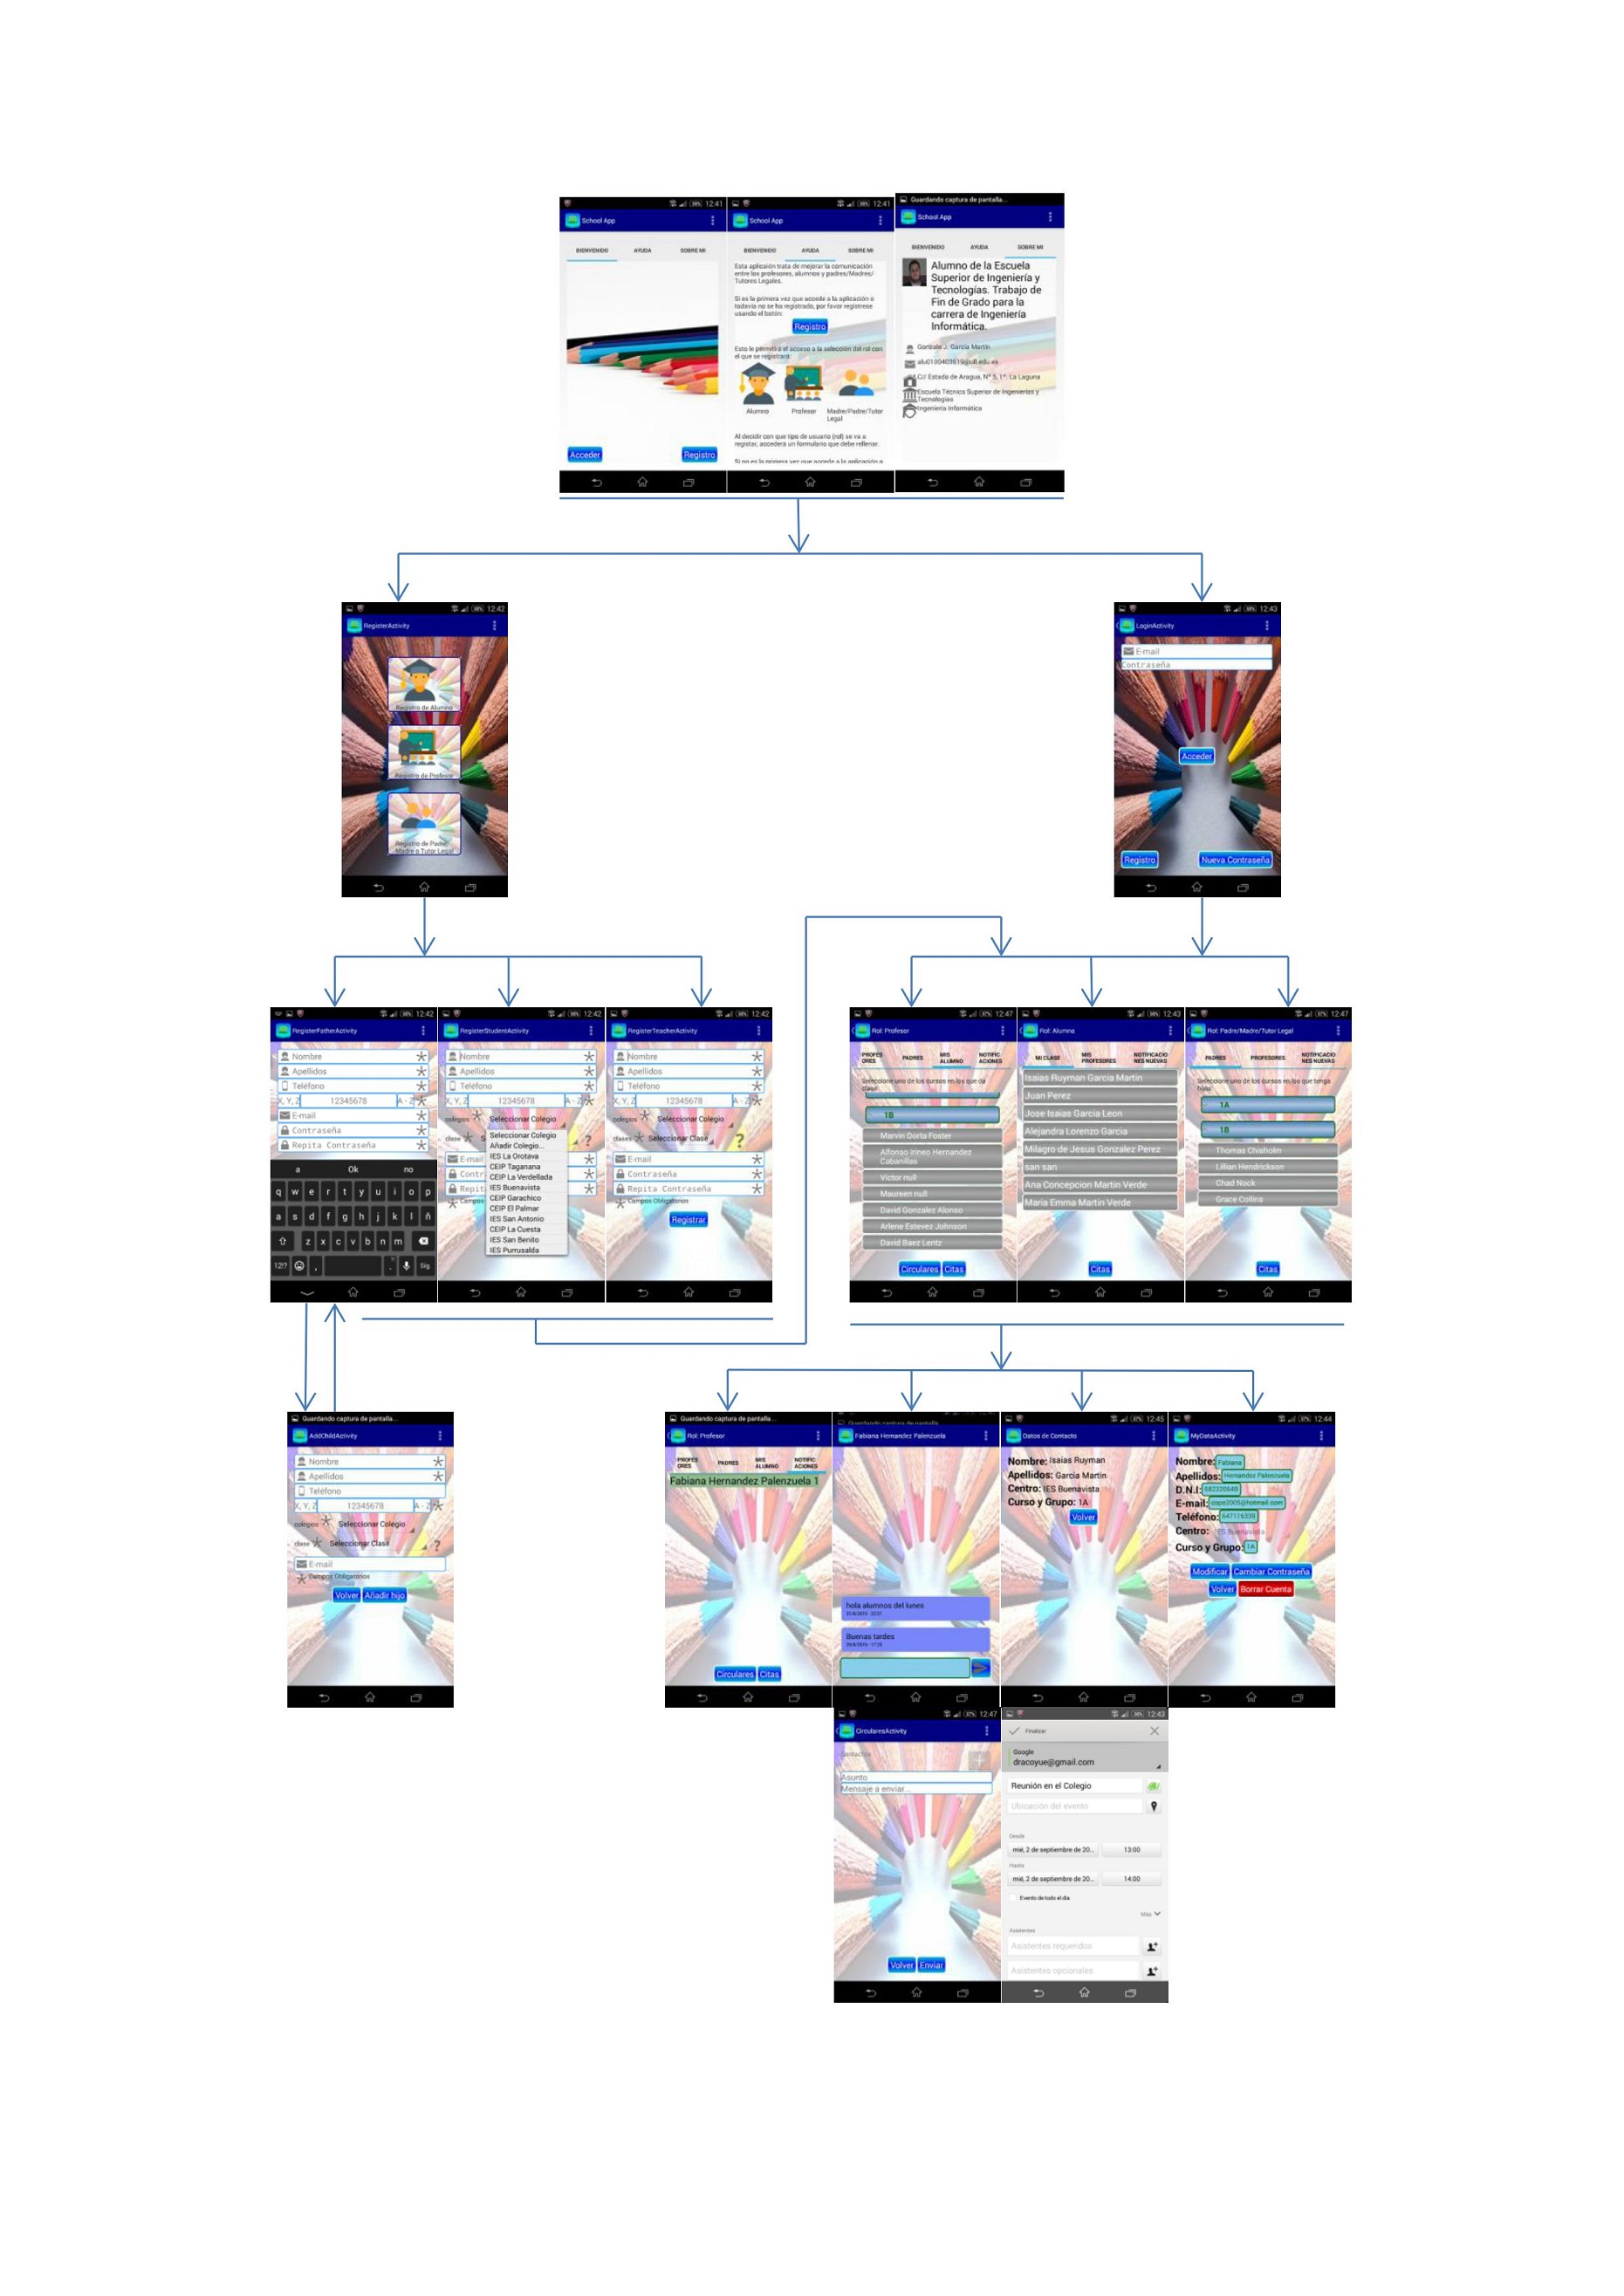 12:41
School App
BIENVENIDO AYUDA SOBRE MI
Acceder Registro
12:41
School App
BIENVENIDO AYUDA SOBRE MI
Esta aplicación trata de mejorar la comunicación
entre los profesores, alumnos y padres/Madres/
Tutores Legales.
Si es la primera vez que accede a la aplicación o
todavía no se ha registrado, por favor regístrese
usando el botón:
Registro
Esto le permitirá el acceso a la selección del rol con
el que se registrará:
Alumno Profesor Madre/Padre/Tutor
Legal
Al decidir con que tipo de usuario (rol) se va a
registrar, accederá un formulario que debe rellenar.
Si no es la primera vez que accede a la aplicación o
Guardando captura de pantalla...
School App
BIENVENIDO AYUDA SOBRE MI
Alumno de la Escuela
Superior de Ingeniería y
Tecnologías. Trabajo de
Fin de Grado para la
carrera de Ingeniería
Informática.
Gonzalo J. García Martín
alu0100403619@ull.edu.es
C/ Estado de Aragua, Nº 5, 1º. La Laguna
Escuela Técnica Superior de Ingenierías y
Tecnologías
Ingeniería Informática
12:42
RegisterActivity
Registro de Alumno
Registro de Profesor
Registro de Padre,
Madre o Tutor Legal
12:43
LoginActivity
E-mail
Contraseña
Acceder
Registro Nueva Contraseña
12:42
RegisterFatherActivity
Nombre
Apellidos
Teléfono
X, Y, Z 12345678 A - Z
E-mail
Contraseña
Repita Contraseña
a Ok no
q w e r t y u i o p
a s d f g h j k l ñ
z x c v b n m
12!? , . Sig.
12:42
RegisterStudentActivity
Nombre
Apellidos
Teléfono
X, Y, Z 12345678 A - Z
colegios Seleccionar Colegio
clase S ?
Seleccionar Colegio
Añadir Colegio...
IES La Orotava
E-mail
CEIP Taganana
Contr
CEIP La Verdellada
Repit
IES Buenavista
Campos
CEIP Garachico
CEIP El Palmar
IES San Antonio
CEIP La Cuesta
IES San Benito
IES Purrusalda
12:42
RegisterTeacherActivity
Nombre
Apellidos
Teléfono
X, Y, Z 12345678 A - Z
colegios Seleccionar Colegio
clases Seleccionar Clase ?
E-mail
Contraseña
Repita Contraseña
Campos Obligatorios
Registrar
12:47
Rol: Profesor
PROFES
ORES PADRES MIS
ALUMNO NOTIFIC
ACIONES
Seleccione uno de los cursos en los que da
clase
1B
Marvin Dorta Foster
Alfonso Irineo Hernandez
Cabanillas
Victor null
Maureen null
David Gonzalez Alonso
Arlene Estevez Johnson
David Baez Lentz
Circulares Citas
12:43
Rol: Alumno
MI CLASE MIS
PROFESORES NOTIFICACIO
NES NUEVAS
Isaias Ruyman Garcia Martin
Juan Perez
Jose Isaias Garcia Leon
Alejandra Lorenzo Garcia
Milagro de Jesus Gonzalez Perez
san san
Ana Concepcion Martin Verde
Maria Emma Martin Verde
Citas
12:47
Rol: Padre/Madre/Tutor Legal
PADRES PROFESORES NOTIFICACIO
NES NUEVAS
Seleccione uno de los cursos en los que tenga
hijos
1A
1B
Thomas Chisholm
Lillian Hendrickson
Chad Nock
Grace Collins
Citas
Guardando captura de pantalla...
AddChildActivity
Nombre
Apellidos
Teléfono
X, Y, Z 12345678 A - Z
colegios Seleccionar Colegio
clase Seleccionar Clase ?
E-mail
Campos Obligatorios
Volver Añadir hijo
Guardando captura de pantalla...
Rol: Profesor
PROFES
ORES PADRES MIS
ALUMNO NOTIFIC
ACIONES
Fabiana Hernandez Palenzuela 1
Circulares Citas
Guardando captura de pantalla
Fabiana Hernandez Palenzuela
hola alumnos del lunes
Buenas tardes
12:45
Datos de Contacto
Nombre: Isaias Ruyman
Apellidos: Garcia Martin
Centro: IES Buenavista
Curso y Grupo: 1A
Volver
12:44
MyDataActivity
Nombre: Fabiana
Apellidos: Hernandez Palenzuela
D.N.I:
E-mail: copo2005@hotmail.com
Teléfono: 647116339
Centro: IES Buenavista
Curso y Grupo: 1A
Modificar Cambiar Contraseña
Volver Borrar Cuenta
12:47
CircularesActivity
Contactos
Asunto
Mensaje a enviar...
Volver Enviar
12:43
Finalizar
Google
dracoyue@gmail.com
Reunión en el Colegio
Ubicación del evento
Desde
mié, 2 de septiembre de 20.. 13:00
Hasta
mié, 2 de septiembre de 20.. 14:00
Evento de todo el día
Más
Asistentes
Asistentes requeridos
Asistentes opcionales